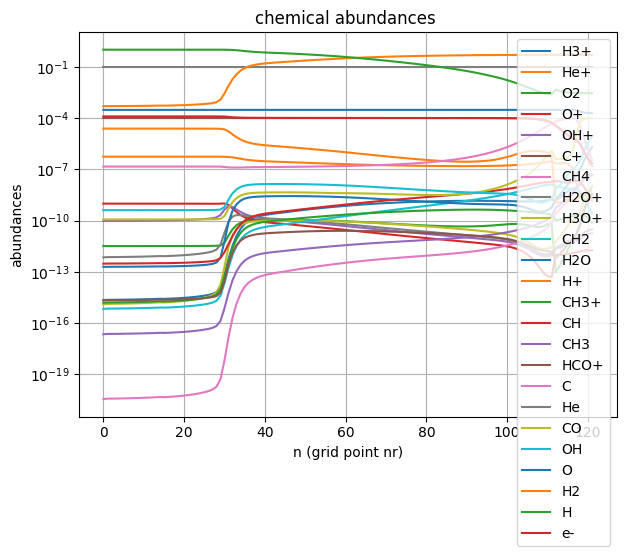 chemical abundances
abundances
10⁻¹
10⁻⁴
10⁻⁷
10⁻¹⁰
10⁻¹³
10⁻¹⁶
10⁻¹⁹
0 20 40 60 80 100 120
n (grid point nr)
H3+
He+
O2
O+
OH+
C+
CH4
H2O+
H3O+
CH2
H2O
H+
CH3+
CH
CH3
HCO+
C
He
CO
OH
O
H2
H
e-